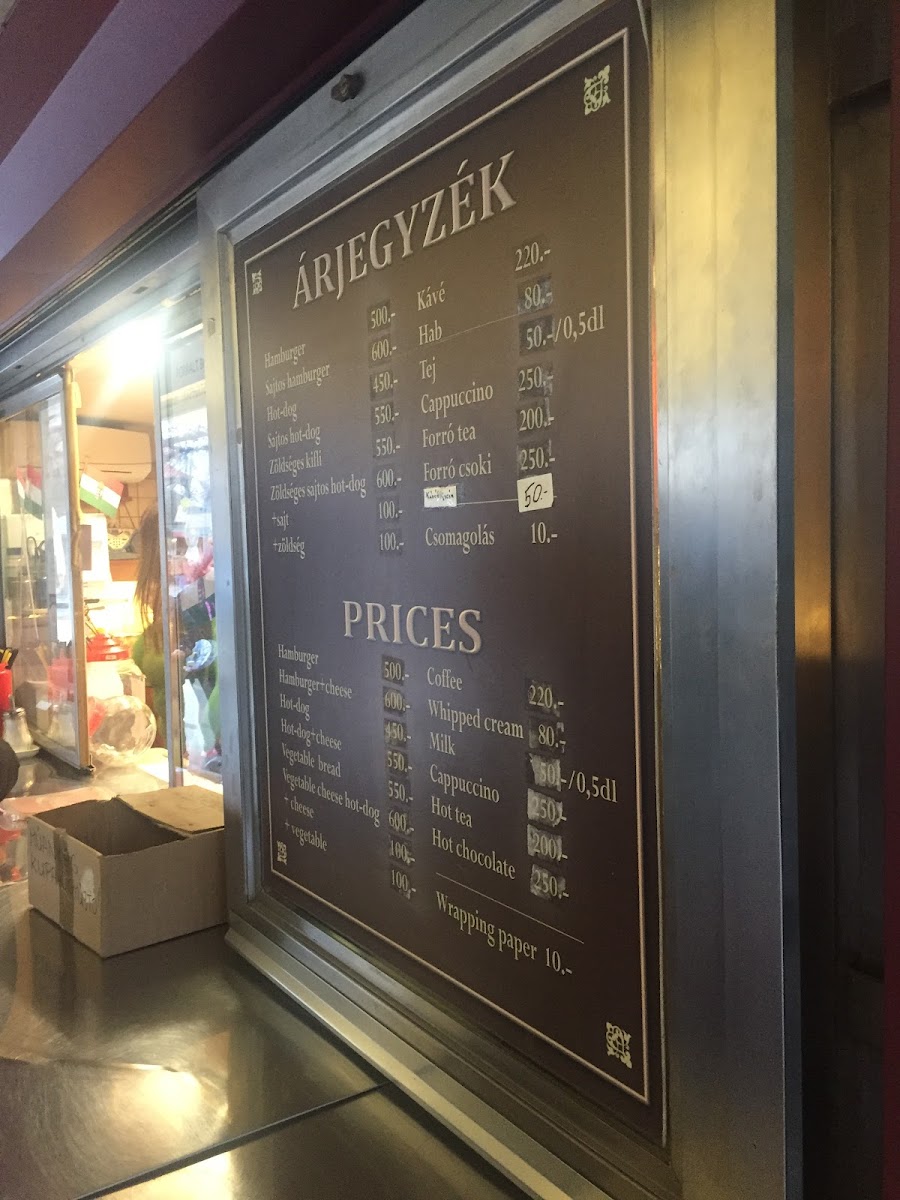 ÁRJEGYZÉK
Hamburger 500.-
Sajtos hamburger 600.-
Hot-dog 450.-
Sajtos hot-dog 550.-
Zöldséges kifli 550.-
Zöldséges sajtos hot-dog 600.-
+sajt 100.-
+zöldség 100.-
Kávé 220.-
Hab 80.-
Tej 50.-/0,5dl
Cappuccino 250.-
Forró tea 200.-
Forró csoki 250.-
50.-
Csomagolás 10.-
PRICES
Hamburger 500.-
Hamburger+cheese 600.-
Hot-dog 450.-
Hot-dog+cheese 550.-
Vegetable bread 550.-
Vegetable cheese hot-dog 600.-
+ cheese 100.-
+ vegetable 100.-
Coffee 220.-
Whipped cream 80.-
Milk 50.-/0,5dl
Cappuccino 250.-
Hot tea 200.-
Hot chocolate 250.-
Wrapping paper 10.-